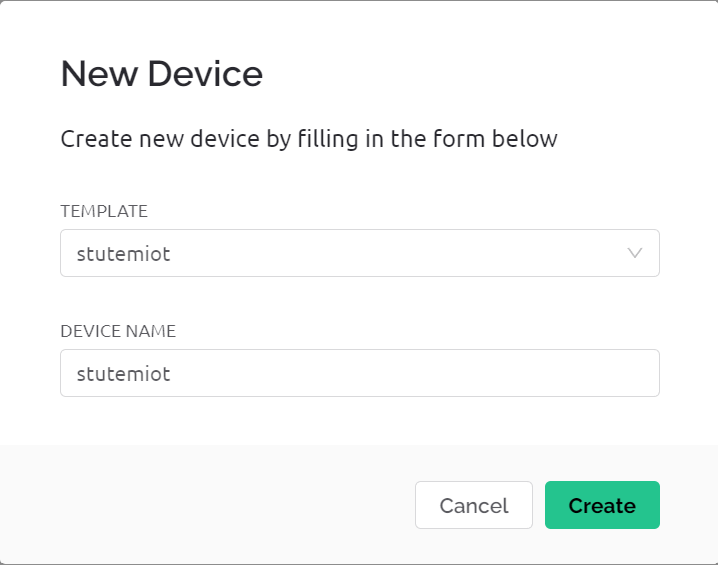 New Device
Create new device by filling in the form below
TEMPLATE
stutemiot
DEVICE NAME
stutemiot
Cancel
Create